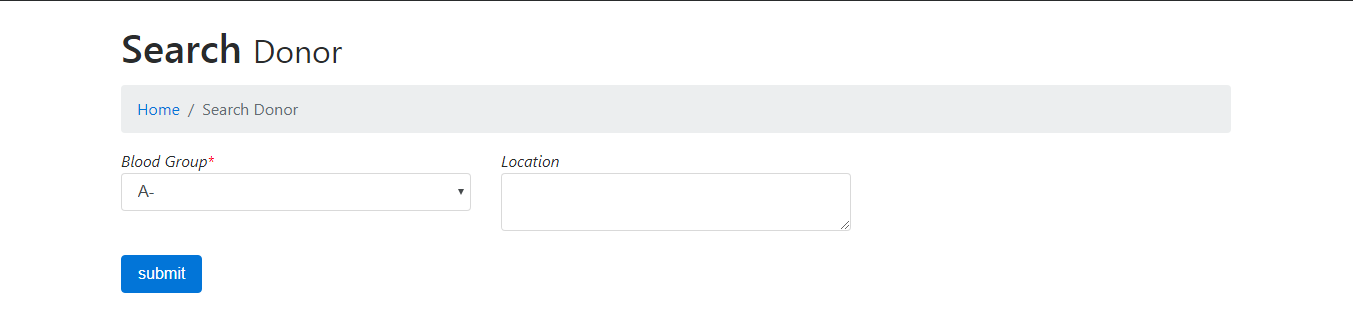 Search Donor
Home / Search Donor
Blood Group* Location
A-
submit